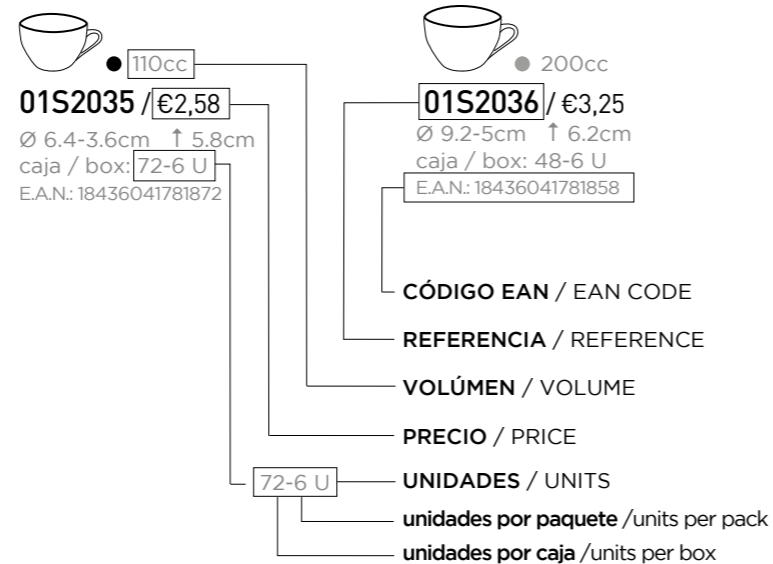 110cc
01S2035 / €2,58
Ø 6.4-3.6cm ↑ 5.8cm
caja / box: 72-6 U
E.A.N.: 18436041781872
200cc
01S2036 / €3,25
Ø 9.2-5cm ↑ 6.2cm
caja / box: 48-6 U
E.A.N.: 18436041781858
CÓDIGO EAN / EAN CODE
REFERENCIA / REFERENCE
VOLÚMEN / VOLUME
PRECIO / PRICE
72-6 U UNIDADES / UNITS
unidades por paquete /units per pack
unidades por caja /units per box